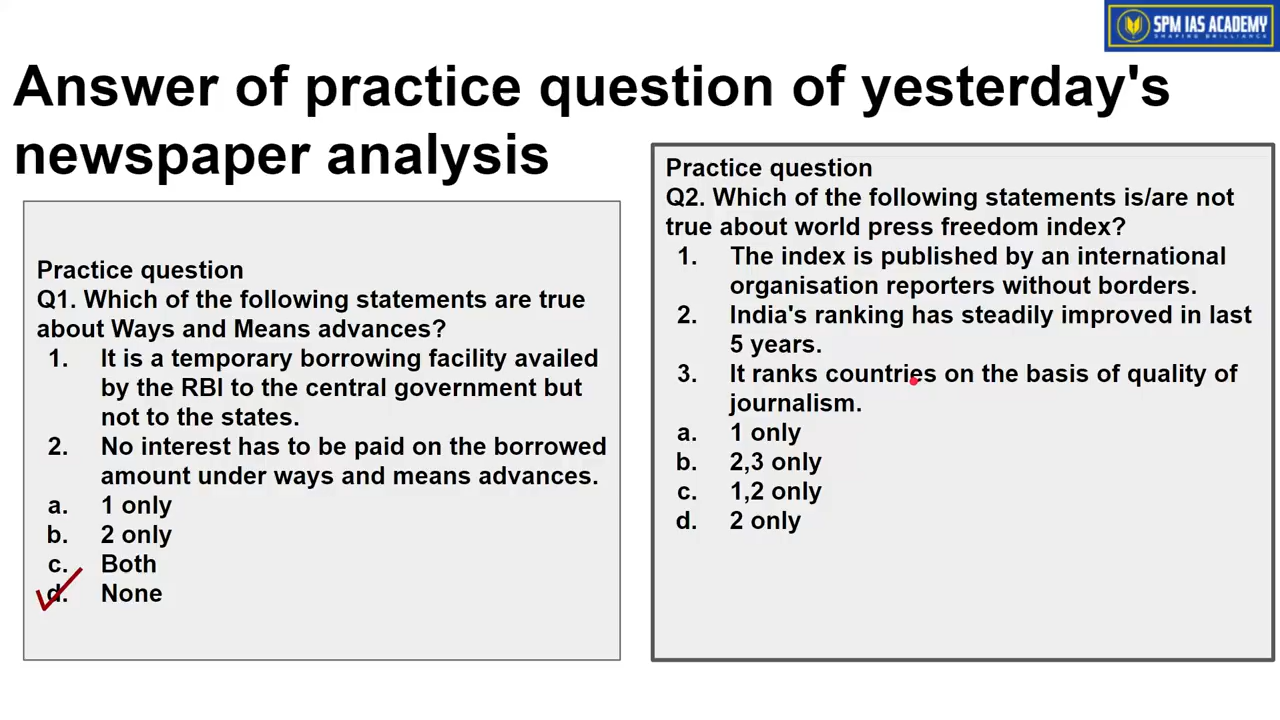 SPM IAS ACADEMY
SHAPING BRILLIANCE
Answer of practice question of yesterday's
newspaper analysis
Practice question
Q1. Which of the following statements are true
about Ways and Means advances?
1. It is a temporary borrowing facility availed
by the RBI to the central government but
not to the states.
2. No interest has to be paid on the borrowed
amount under ways and means advances.
a. 1 only
b. 2 only
c. Both
d. None
Practice question
Q2. Which of the following statements is/are not
true about world press freedom index?
1. The index is published by an international
organisation reporters without borders.
2. India's ranking has steadily improved in last
5 years.
3. It ranks countries on the basis of quality of
journalism.
a. 1 only
b. 2,3 only
c. 1,2 only
d. 2 only